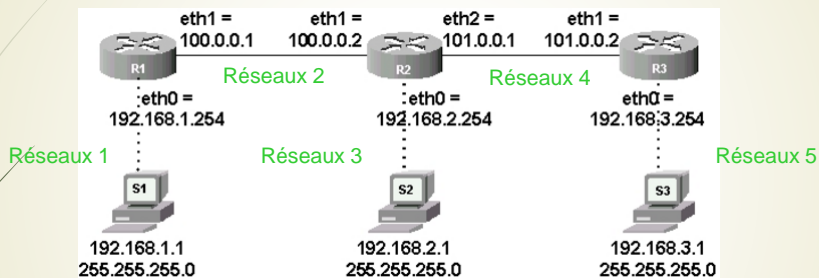 eth1 = eth1 = eth2 = eth1 =
100.0.0.1 100.0.0.2 101.0.0.1 101.0.0.2
R1 R2 R3
Réseaux 2 Réseaux 4
eth0 = eth0 = eth0 =
192.168.1.254 192.168.2.254 192.168.3.254
Réseaux 1 Réseaux 3 Réseaux 5
S1 S2 S3
192.168.1.1 192.168.2.1 192.168.3.1
255.255.255.0 255.255.255.0 255.255.255.0